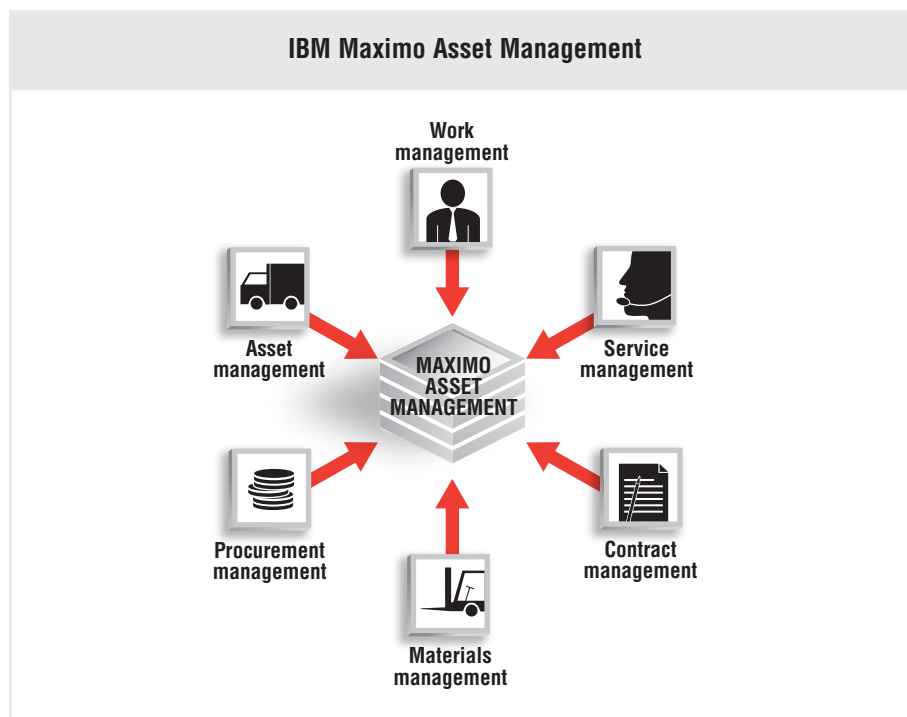 IBM Maximo Asset Management
Work
management
Asset
management
Service
management
MAXIMO
ASSET
MANAGEMENT
Procurement
management
Contract
management
Materials
management